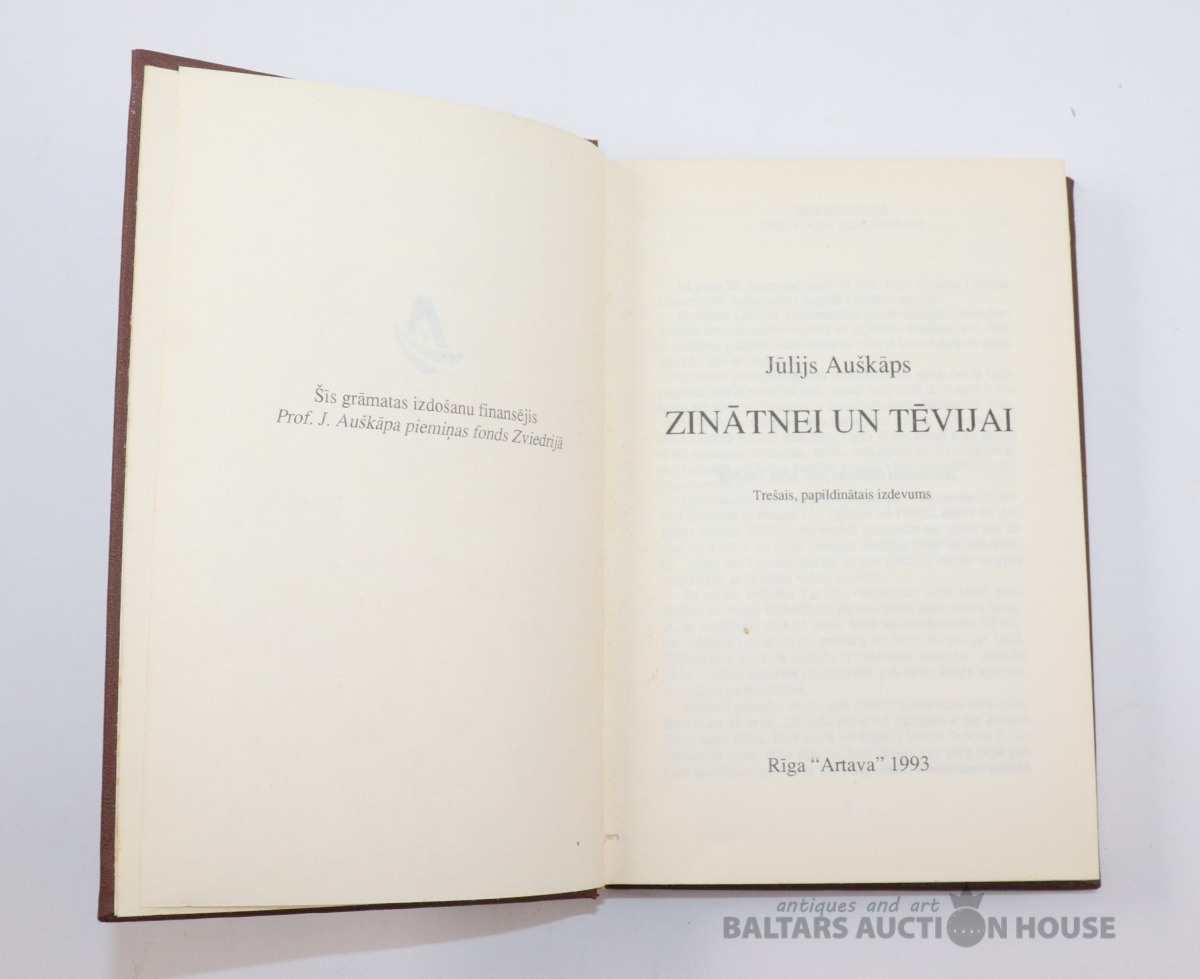 Šīs grāmatas izdošanu finansējis
Prof. J. Auškāpa piemiņas fonds Zviedrijā
Jūlijs Auškāps
ZINĀTNEI UN TĒVIJAI
Trešais, papildinātais izdevums
Rīga “Artava” 1993
antiques and art
BALTARS AUCTION HOUSE